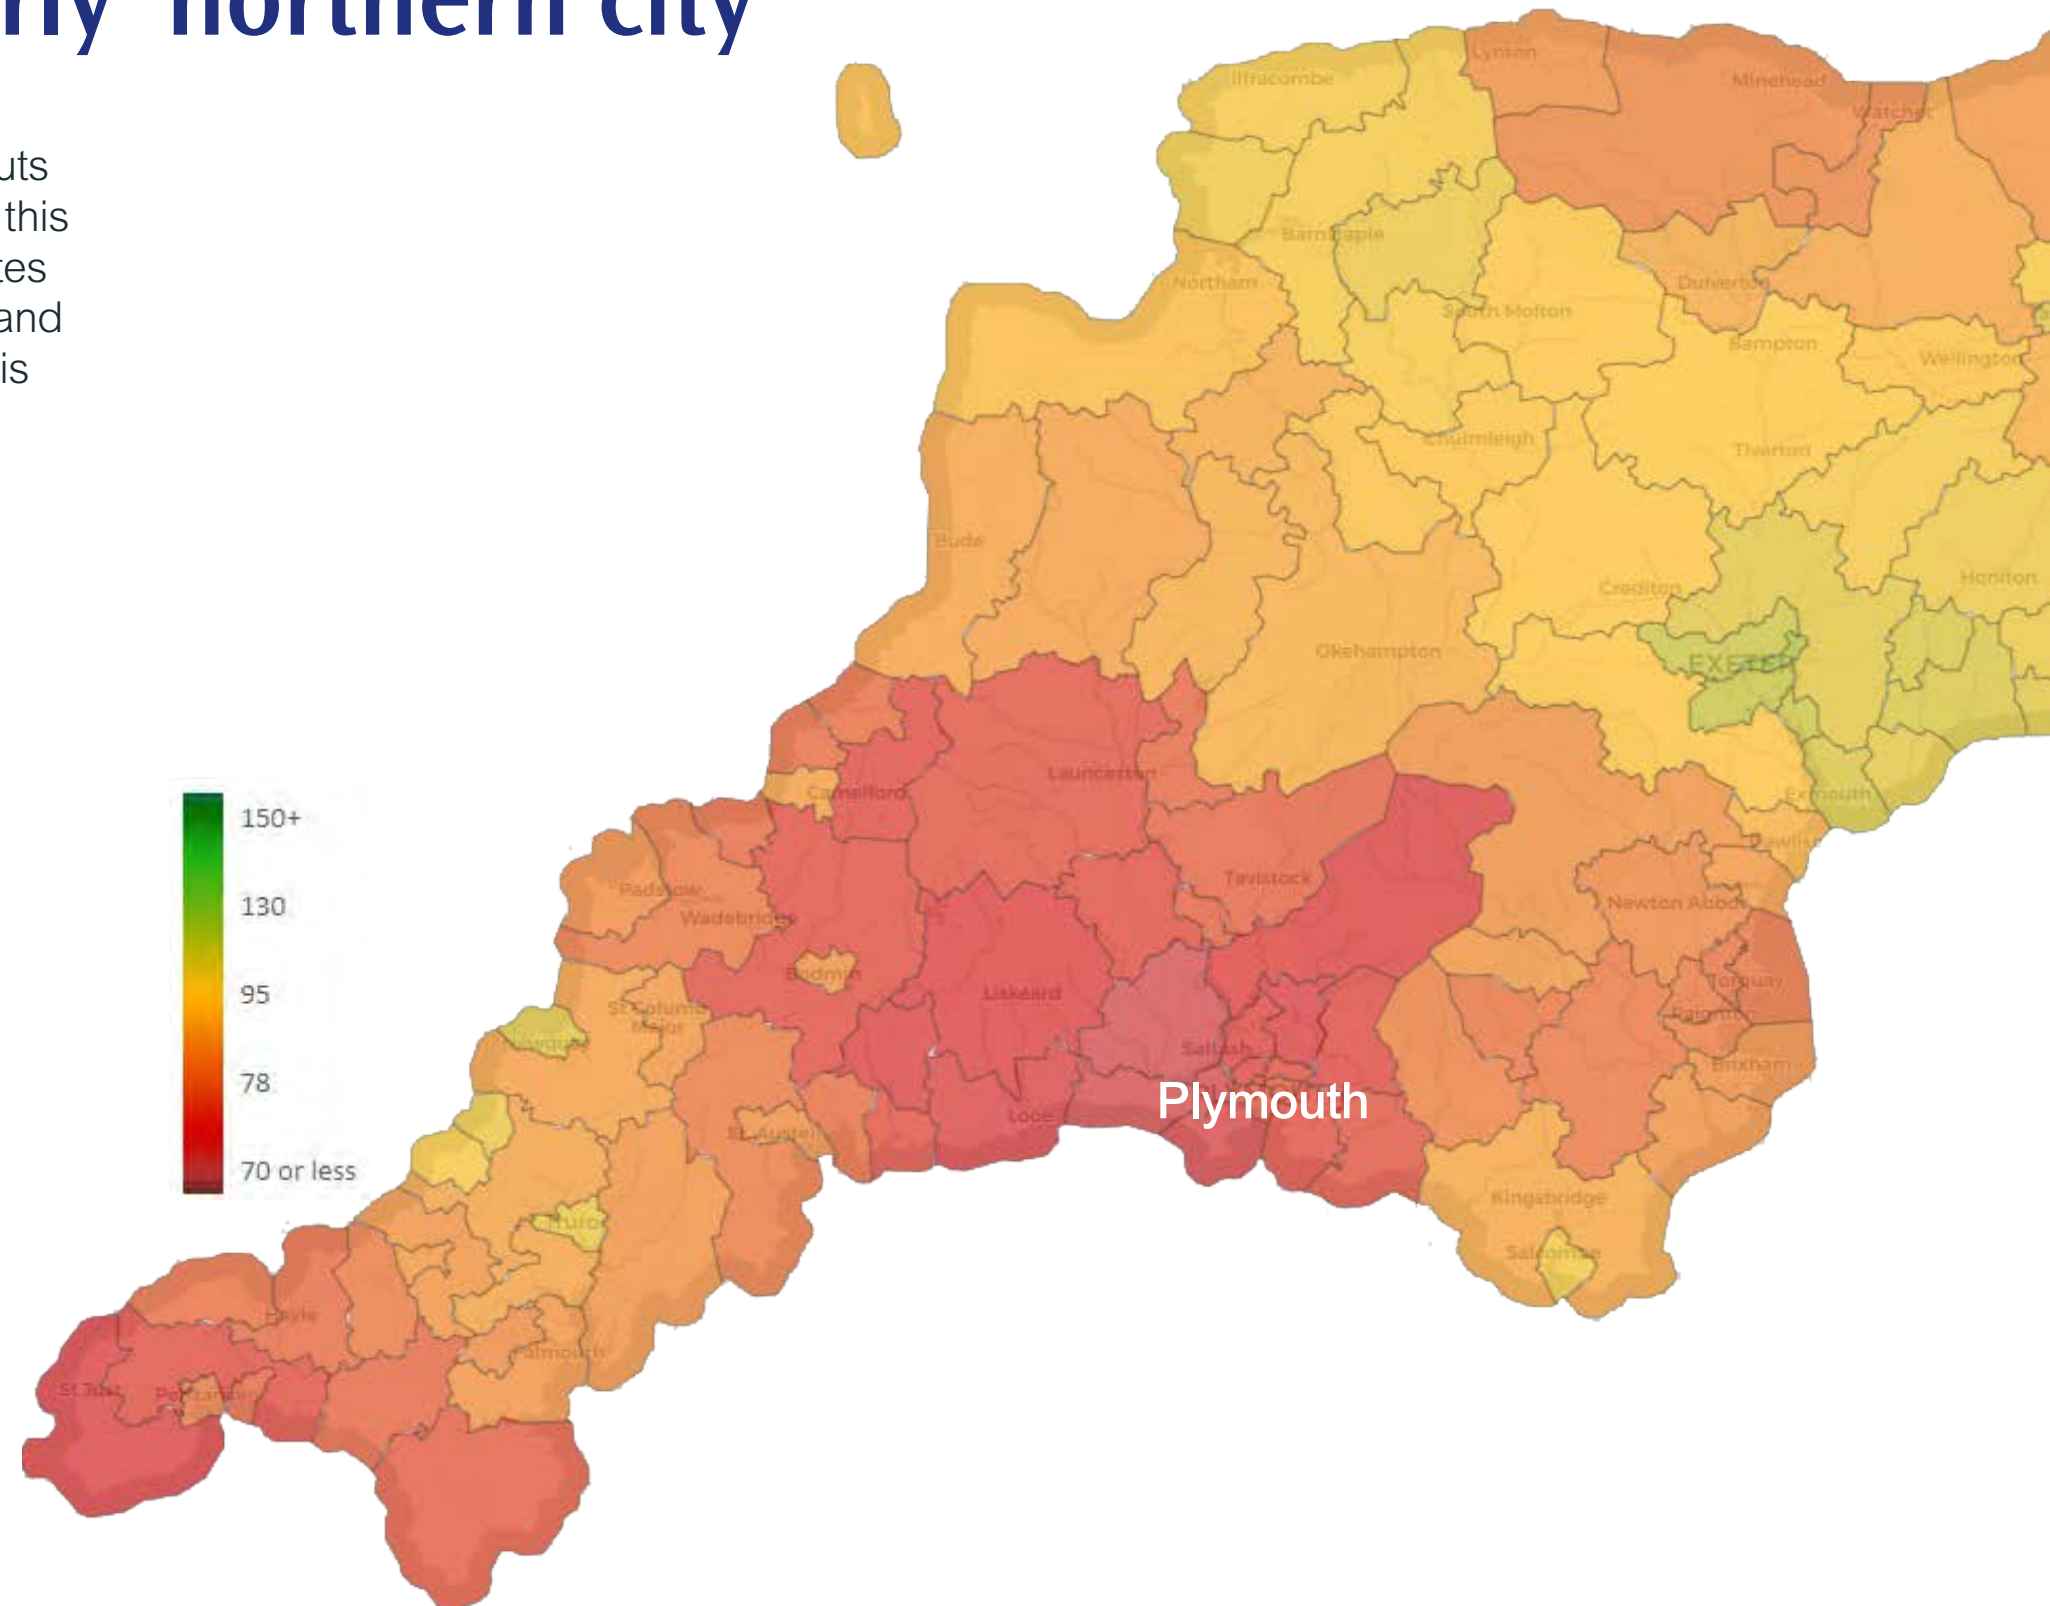 rly 'northern city'
uts
this
tes
and
is
Lynton
Ilfracombe
Minehead
Watchet
Barnstaple
Northam
Dulverton
South Molton
Bampton
Wellington
Chulmleigh
Tiverton
Bude
Honiton
Crediton
Okehampton
EXETER
Launceston
Camelford
Exmouth
150+
130
95
78
70 or less
Dawlish
Tavistock
Padstow
Newton Abbot
Wadebridge
Bodmin
Torquay
Liskeard
St Columb
Major
Paignton
Newquay
Saltash
Brixham
Plymouth
Looe
St Austell
Kingsbridge
Truro
Salcombe
Hayle
Falmouth
St Just
Penzance